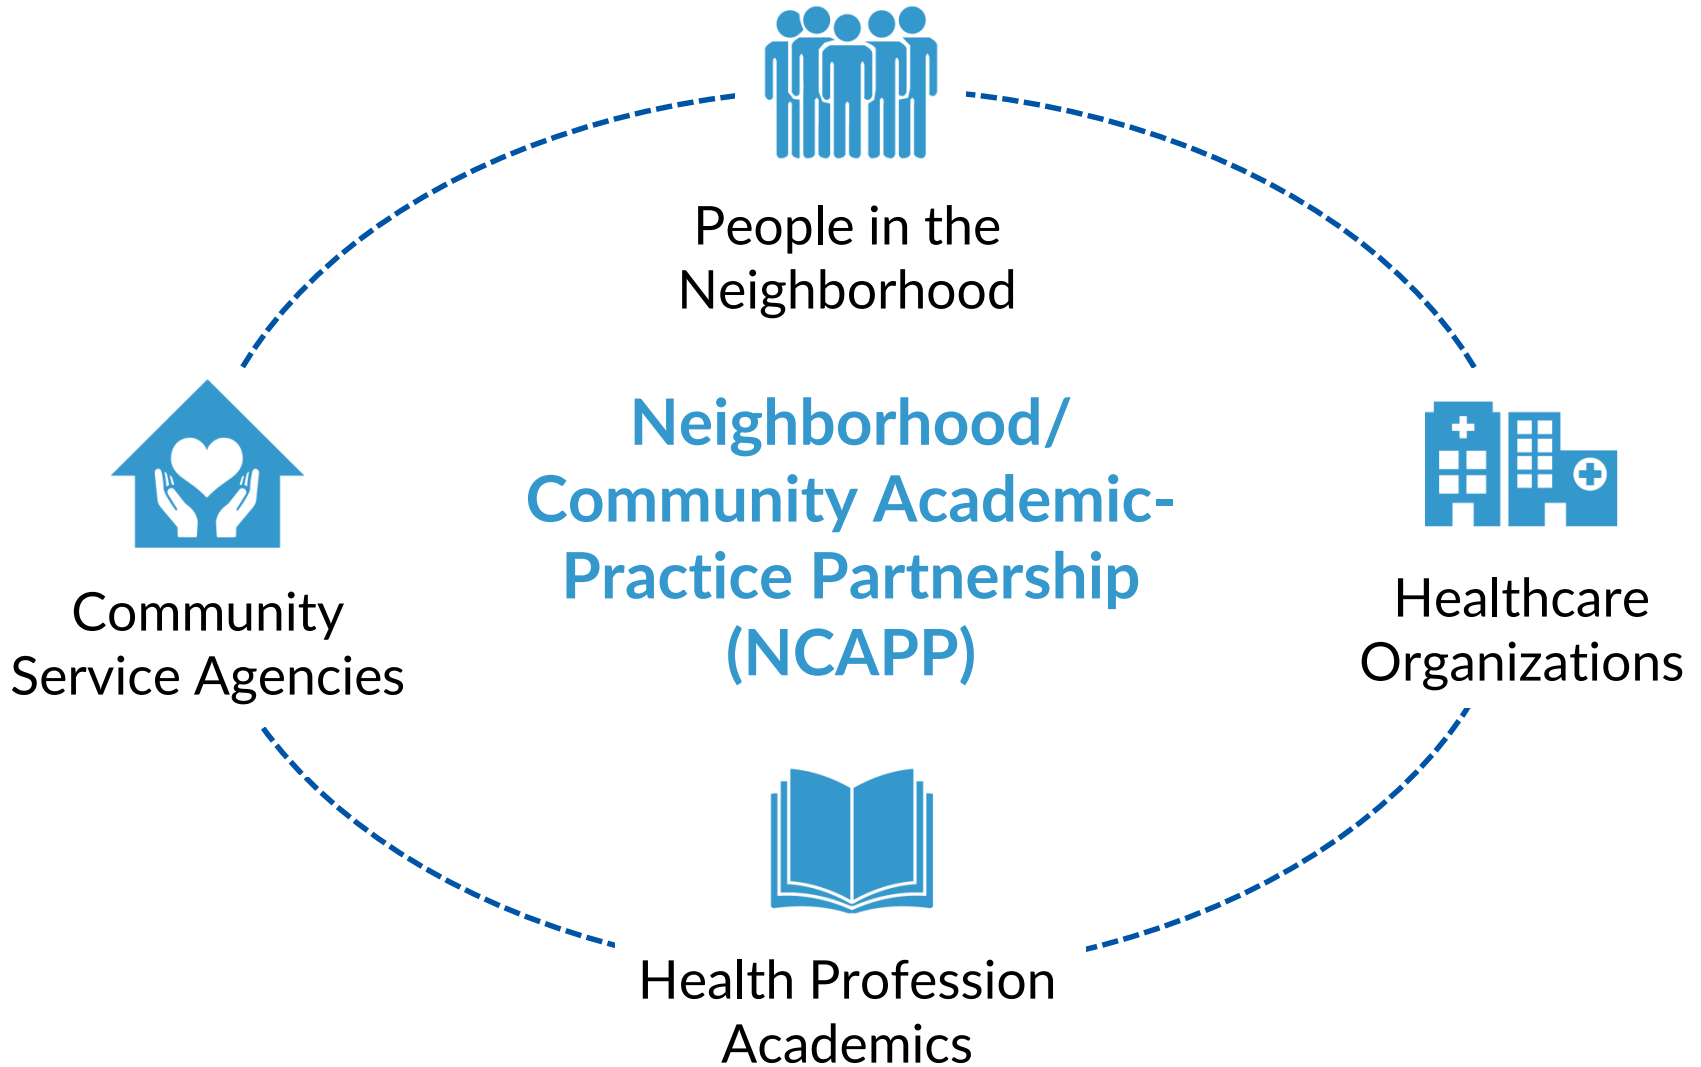 People in the
Neighborhood
Neighborhood/
Community Academic-
Practice Partnership
(NCAPP)
Community
Service Agencies
Healthcare
Organizations
Health Profession
Academics